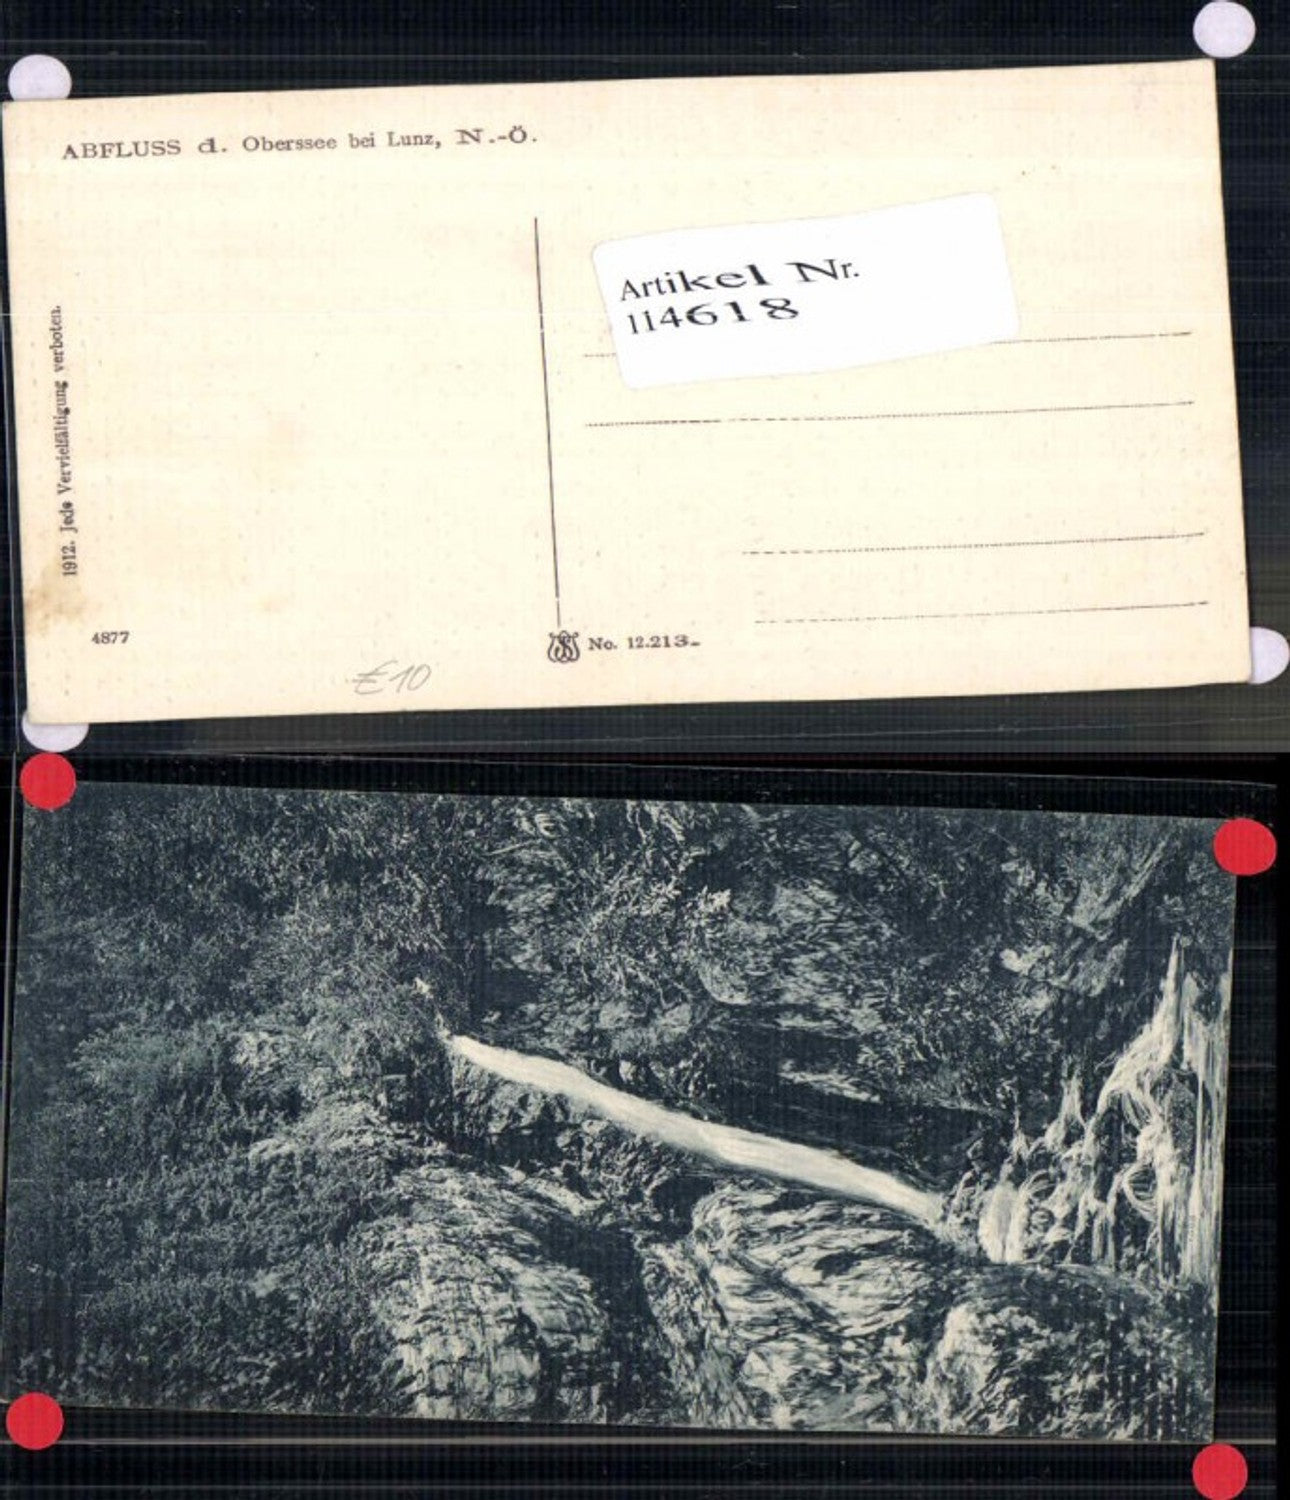 ABFLUSS d. Oberssee bei Lunz, N.-Ö.
Artikel Nr.
114618
1912. Jede Vervielfältigung verboten.
4877
No. 12.213-
€10